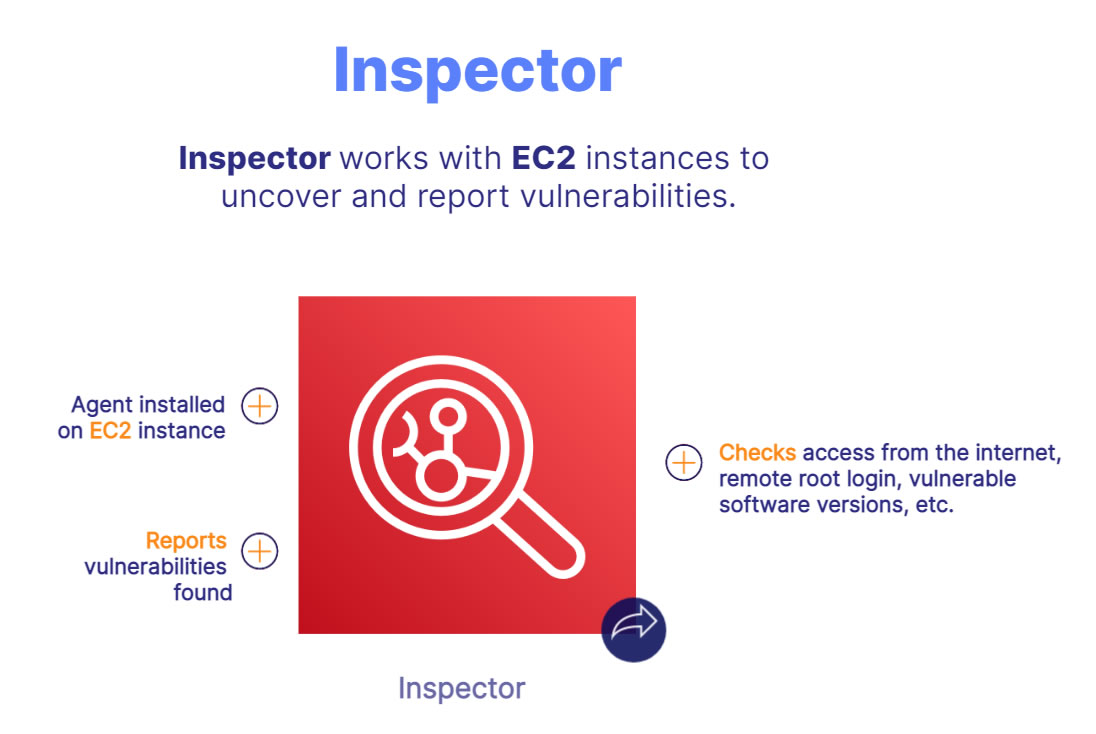 Inspector
Inspector works with EC2 instances to
uncover and report vulnerabilities.
Agent installed
on EC2 instance
Reports
vulnerabilities
found
Checks access from the internet,
remote root login, vulnerable
software versions, etc.
Inspector